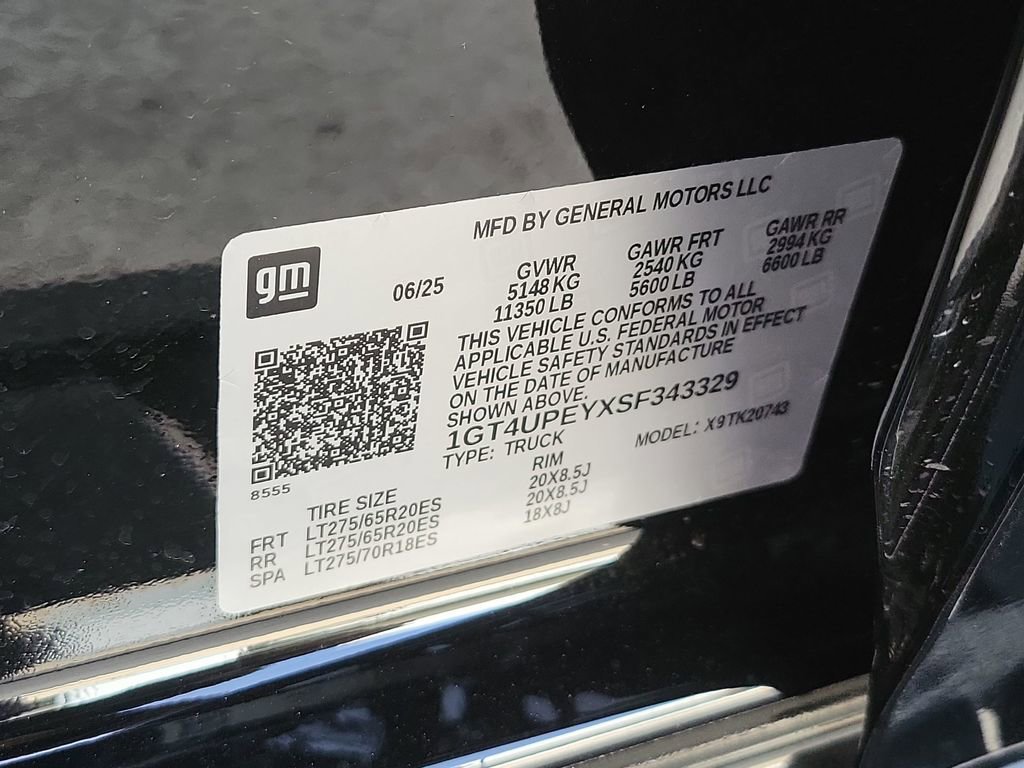 gm
MFD BY GENERAL MOTORS LLC
06/25
GVWR GAWR FRT GAWR RR
5148 KG 2540 KG 2994 KG
11350 LB 5600 LB 6600 LB
THIS VEHICLE CONFORMS TO ALL
APPLICABLE U.S. FEDERAL MOTOR
VEHICLE SAFETY STANDARDS IN EFFECT
ON THE DATE OF MANUFACTURE
SHOWN ABOVE.
1GT4UPEYXSF343329
TYPE: TRUCK MODEL: X9TK20743
8555
TIRE SIZE RIM
FRT LT275/65R20ES 20X8.5J
RR LT275/65R20ES 20X8.5J
SPA LT275/70R18ES 18X8J